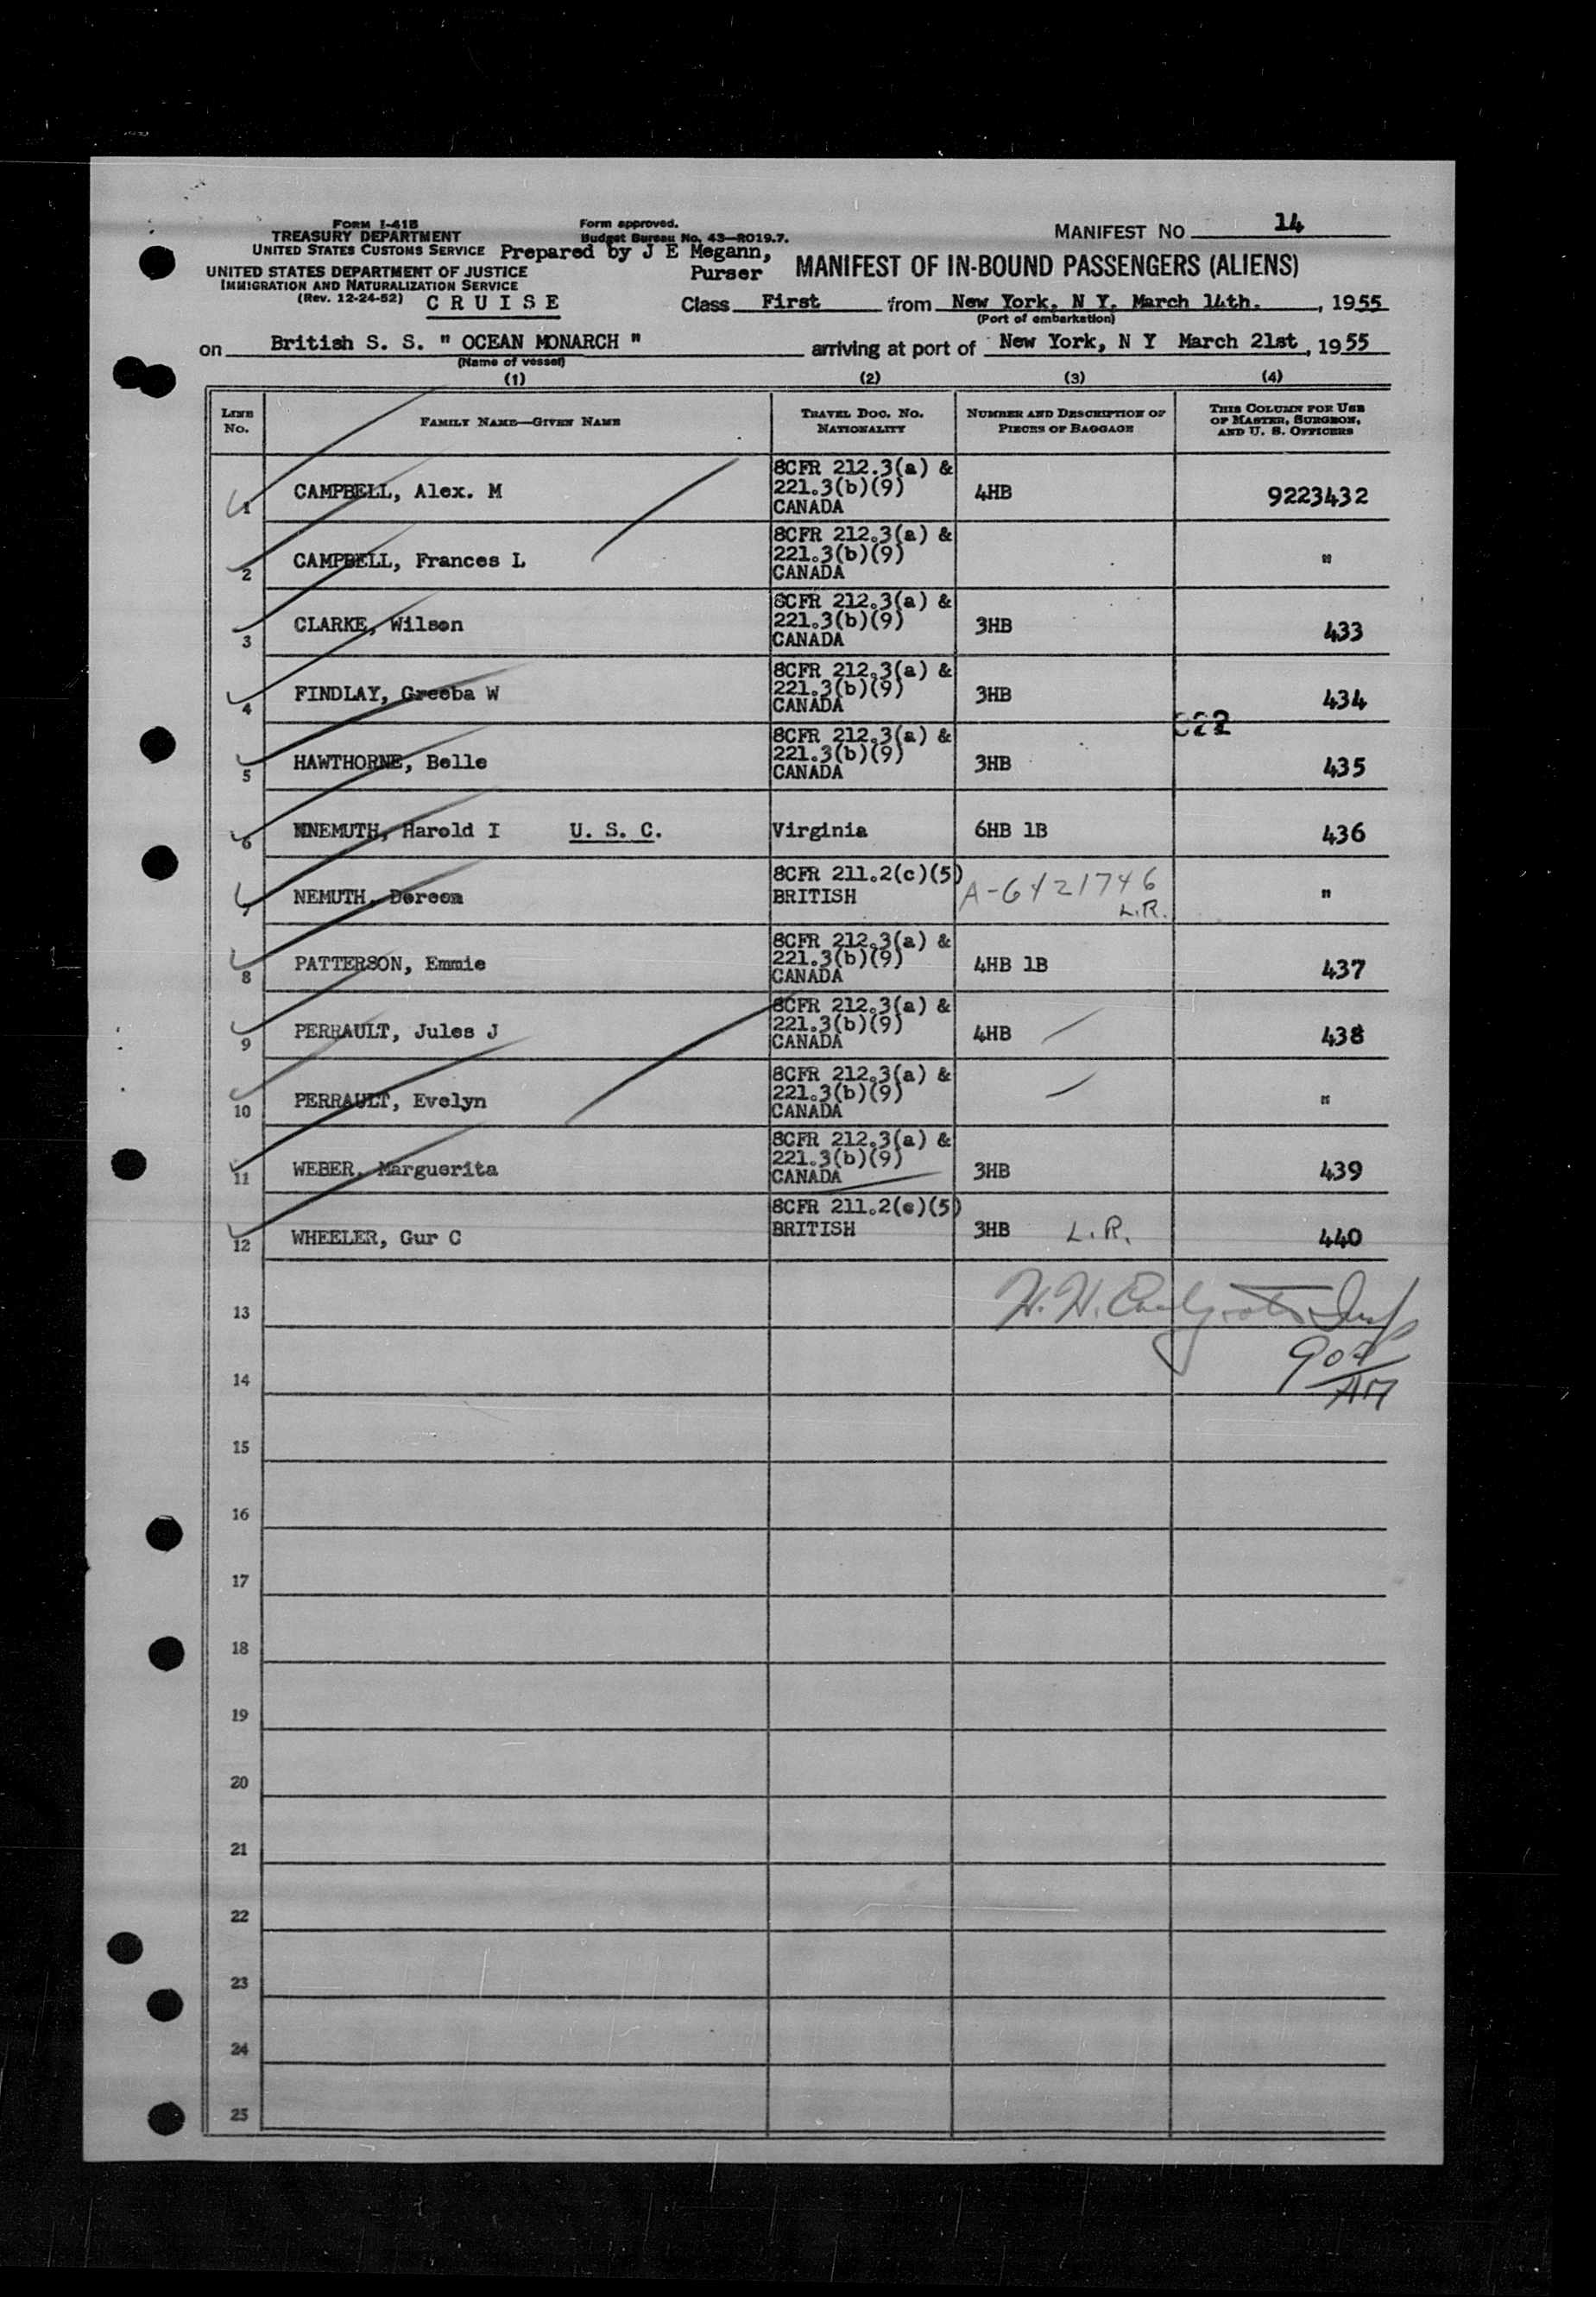 FORM I-41B
TREASURY DEPARTMENT
UNITED STATES CUSTOMS SERVICE
UNITED STATES DEPARTMENT OF JUSTICE
IMMIGRATION AND NATURALIZATION SERVICE
(Rev. 12-24-52) C R U I S E
Form approved.
Budget Bureau No. 43—R019.7.
Prepared by J E Megann,
Purser
MANIFEST NO. 14
MANIFEST OF IN-BOUND PASSENGERS (ALIENS)
Class First from New York, N Y, March 14th. , 1955
(Port of embarkation)
on British S. S. " OCEAN MONARCH " arriving at port of New York, N Y March 21st , 1955
(Name of vessel)
(1) (2) (3) (4)
LINE NO. FAMILY NAME—GIVEN NAME TRAVEL DOC. NO. NATIONALITY NUMBER AND DESCRIPTION OF PIECES OF BAGGAGE THIS COLUMN FOR USE OF MASTER, SURGEON, AND U. S. OFFICERS
1 CAMPBELL, Alex. M 8CFR 212.3(a) & 221.3(b)(9) CANADA 4HB 9223432
2 CAMPBELL, Frances L 8CFR 212.3(a) & 221.3(b)(9) CANADA "
3 CLARKE, Wilson 8CFR 212.3(a) & 221.3(b)(9) CANADA 3HB 433
4 FINDLAY, Greeba W 8CFR 212.3(a) & 221.3(b)(9) CANADA 3HB 434
5 HAWTHORNE, Belle 8CFR 212.3(a) & 221.3(b)(9) CANADA 3HB 435
6 NNEMUTH, Harold I U. S. C. Virginia 6HB 1B 436
7 NEMUTH, Doreen 8CFR 211.2(c)(5) BRITISH A-6421746 L.R. "
8 PATTERSON, Emmie 8CFR 212.3(a) & 221.3(b)(9) CANADA 4HB 1B 437
9 PERRAULT, Jules J 8CFR 212.3(a) & 221.3(b)(9) CANADA 4HB 438
10 PERRAULT, Evelyn 8CFR 212.3(a) & 221.3(b)(9) CANADA "
11 WEBER, Marguerita 8CFR 212.3(a) & 221.3(b)(9) CANADA 3HB 439
12 WHEELER, Gur C 8CFR 211.2(e)(5) BRITISH 3HB L.R. 440
13
14 AM
15
16
17
18
19
20
21
22
23
24
25